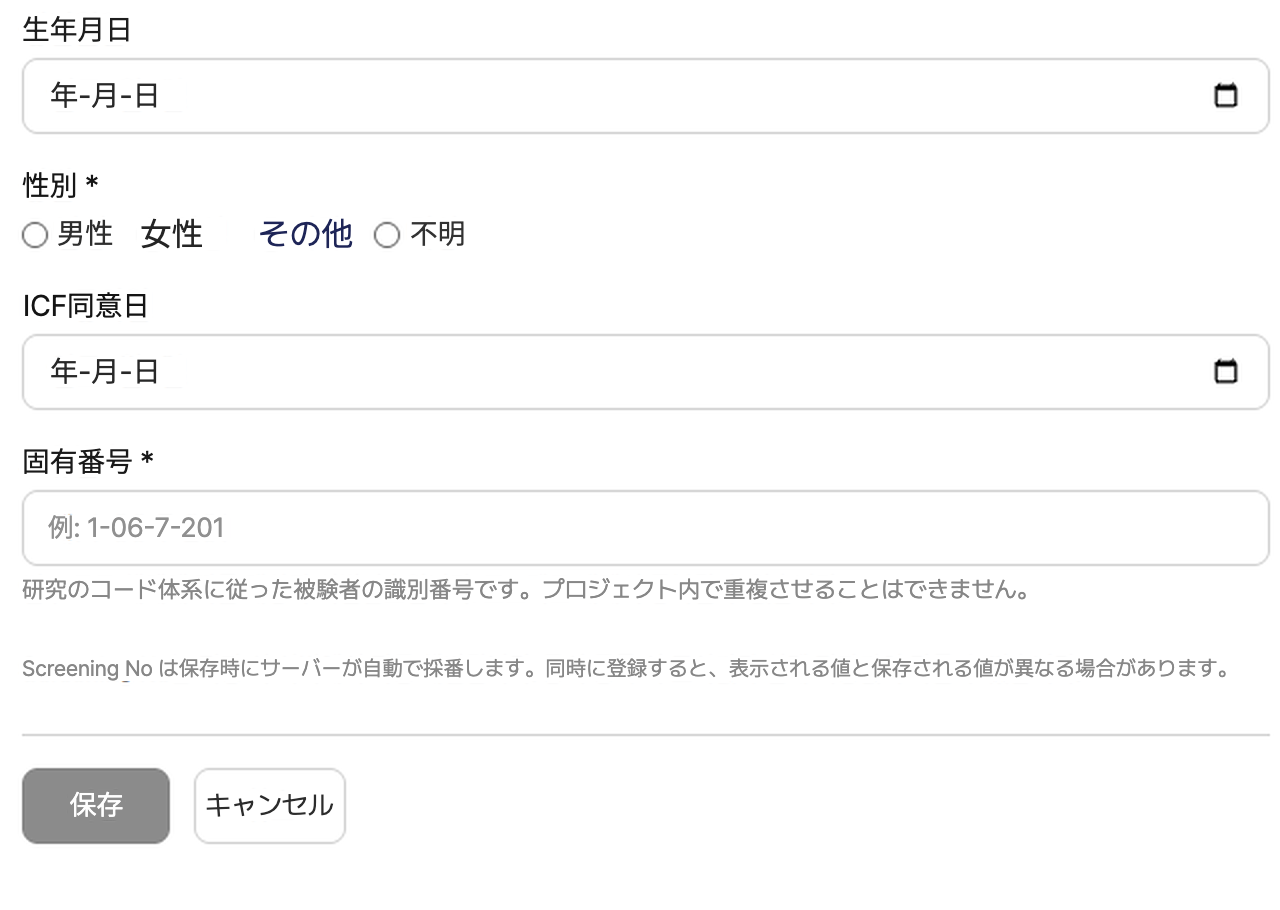 生年月日
年-月-日
性別 *
男性 女性 その他 不明
ICF同意日
年-月-日
固有番号 *
例: 1-06-7-201
研究のコード体系に従った被験者の識別番号です。プロジェクト内で重複させることはできません。
Screening No は保存時にサーバーが自動で採番します。同時に登録すると、表示される値と保存される値が異なる場合があります。
保存 キャンセル